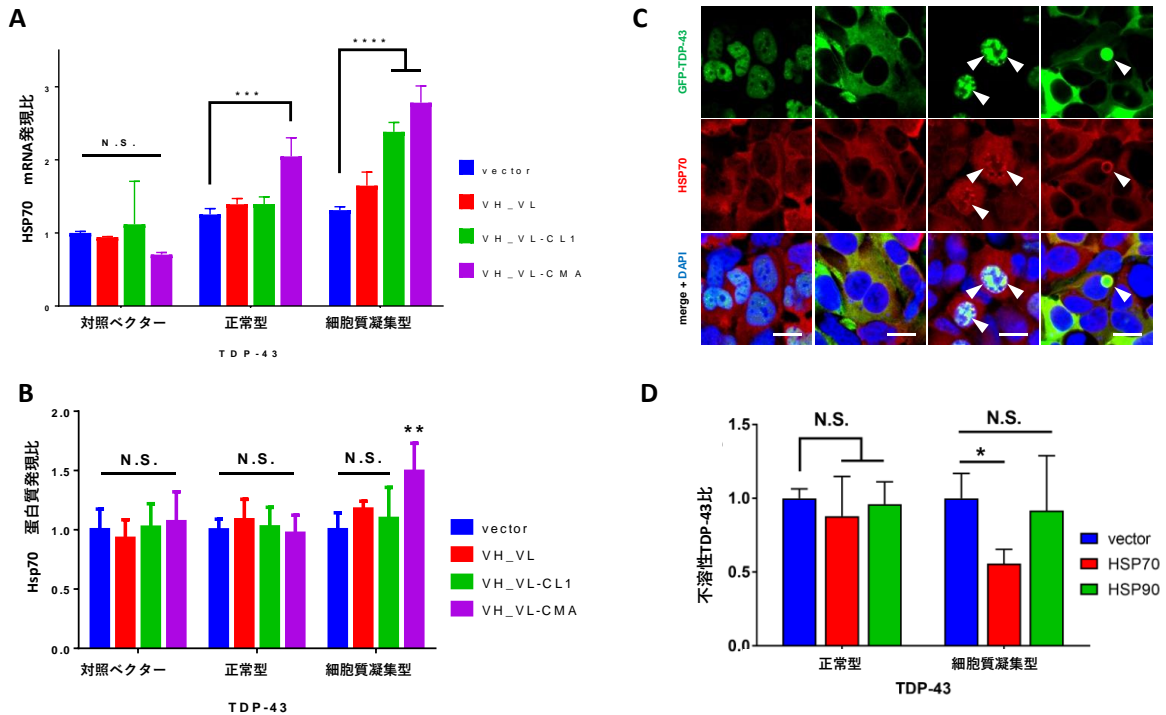 A
HSP70 mRNA発現比
3
2
1
0
N.S.
***
****
対照ベクター
正常型
細胞質凝集型
TDP-43
vector
VH_VL
VH_VL-CL1
VH_VL-CMA
B
Hsp70 蛋白質発現比
2.0
1.5
1.0
0.5
0.0
N.S.
N.S.
N.S.
**
対照ベクター
正常型
細胞質凝集型
TDP-43
vector
VH_VL
VH_VL-CL1
VH_VL-CMA
C
GFP-TDP-43
HSP70
merge + DAPI
D
不溶性TDP-43比
1.5
1.0
0.5
0.0
N.S.
N.S.
*
正常型
細胞質凝集型
TDP-43
vector
HSP70
HSP90